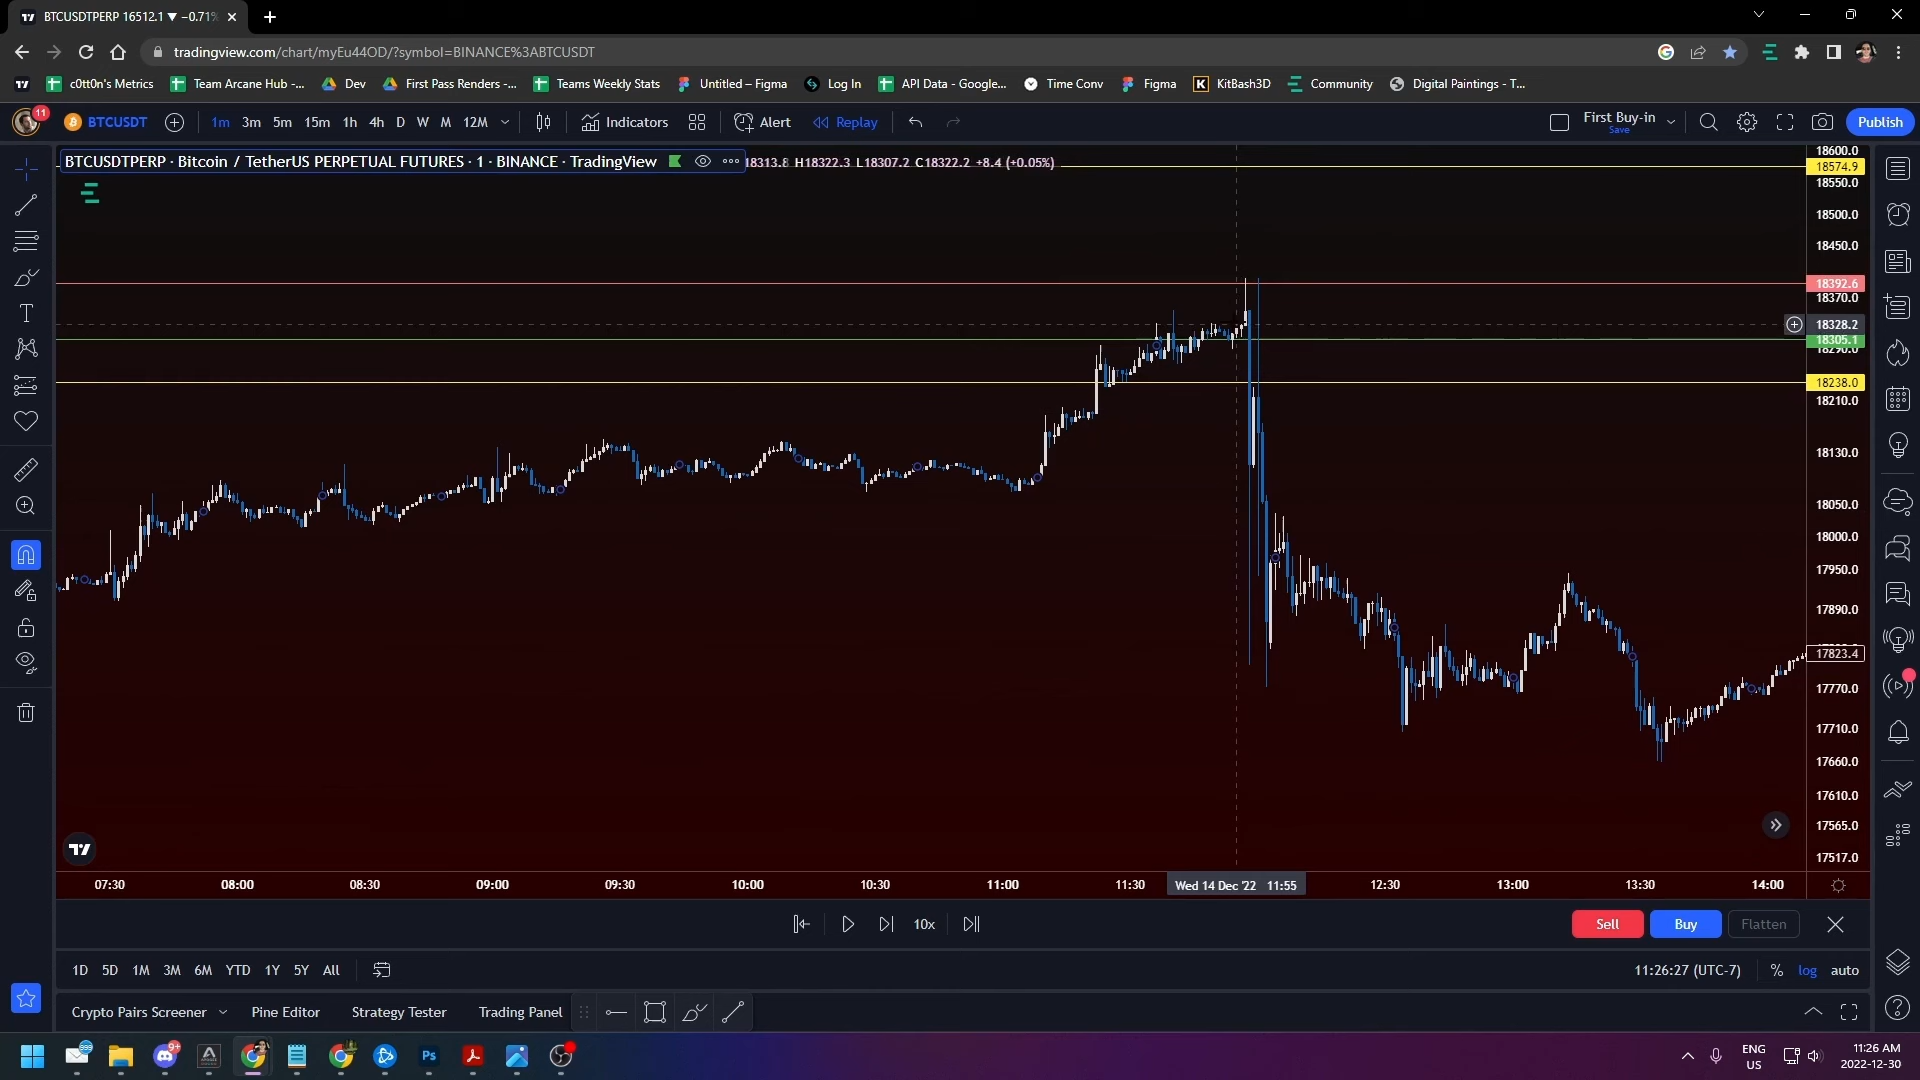 BTCUSDTPERP 16512.1 ▼ −0.71%
tradingview.com/chart/myEu44OD/?symbol=BINANCE%3ABTCUSDT
c0tt0n's Metrics
Team Arcane Hub -...
Dev
First Pass Renders -...
Teams Weekly Stats
Untitled – Figma
Log In
API Data - Google...
Time Conv
Figma
KitBash3D
Community
Digital Paintings - T...
11
BTCUSDT
1m 3m 5m 15m 1h 4h D W M 12M
Indicators
Alert
Replay
First Buy-in
Save
Publish
BTCUSDTPERP · Bitcoin / TetherUS PERPETUAL FUTURES · 1 · BINANCE · TradingView
18313.8 H18322.3 L18307.2 C18322.2 +8.4 (+0.05%)
18600.0
18574.9
18550.0
18500.0
18450.0
18392.6
18370.0
18328.2
18305.1
18290.0
18238.0
18210.0
18130.0
18050.0
18000.0
17950.0
17890.0
17823.4
17770.0
17710.0
17660.0
17610.0
17565.0
17517.0
07:30 08:00 08:30 09:00 09:30 10:00 10:30 11:00 11:30 Wed 14 Dec '22 11:55 12:30 13:00 13:30 14:00
10x
Sell
Buy
Flatten
1D 5D 1M 3M 6M YTD 1Y 5Y All
11:26:27 (UTC-7)
% log auto
Crypto Pairs Screener
Pine Editor
Strategy Tester
Trading Panel
ENG
US
11:26 AM
2022-12-30